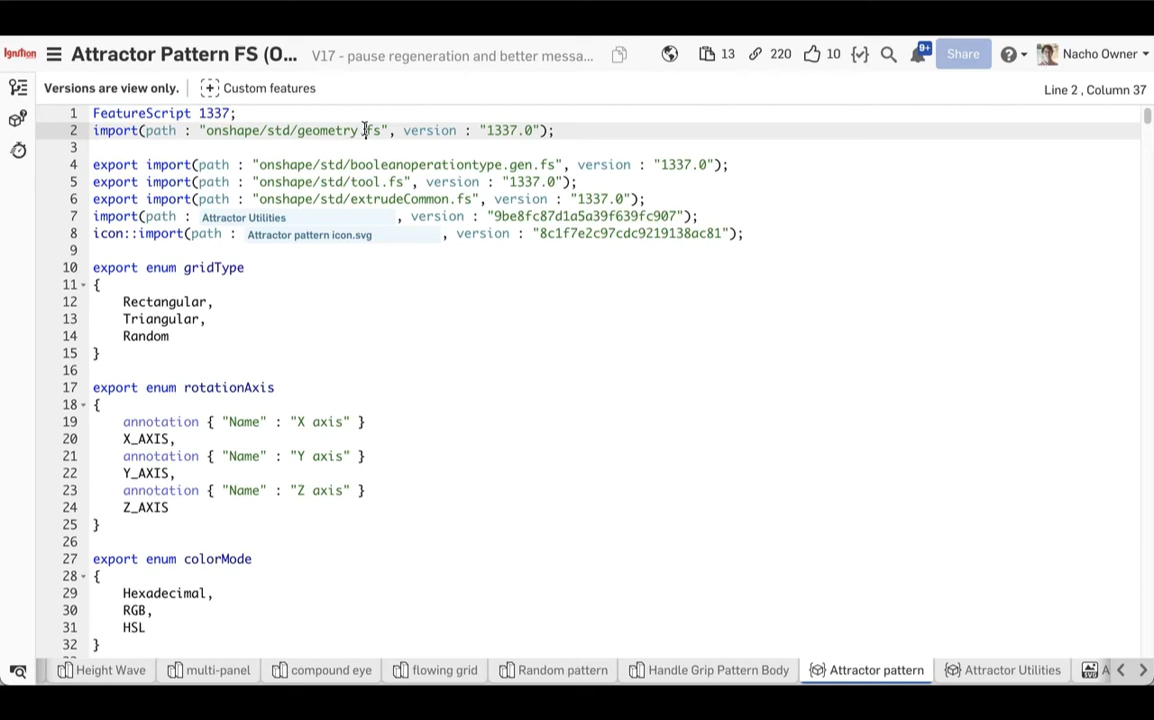 Ignition Attractor Pattern FS (O... V17 - pause regeneration and better messa... 13 220 10 9+ Share Nacho Owner
Versions are view only. Custom features Line 2, Column 37
1 FeatureScript 1337;
2 import(path : "onshape/std/geometry.fs", version : "1337.0");
3
4 export import(path : "onshape/std/booleanoperationtype.gen.fs", version : "1337.0");
5 export import(path : "onshape/std/tool.fs", version : "1337.0");
6 export import(path : "onshape/std/extrudeCommon.fs", version : "1337.0");
7 import(path : Attractor Utilities , version : "9be8fc87d1a5a39f639fc907");
8 icon::import(path : Attractor pattern icon.svg , version : "8c1f7e2c97cdc9219138ac81");
9
10 export enum gridType
11 {
12 Rectangular,
13 Triangular,
14 Random
15 }
16
17 export enum rotationAxis
18 {
19 annotation { "Name" : "X axis" }
20 X_AXIS,
21 annotation { "Name" : "Y axis" }
22 Y_AXIS,
23 annotation { "Name" : "Z axis" }
24 Z_AXIS
25 }
26
27 export enum colorMode
28 {
29 Hexadecimal,
30 RGB,
31 HSL
32 }
Height Wave multi-panel compound eye flowing grid Random pattern Handle Grip Pattern Body Attractor pattern Attractor Utilities SVG A